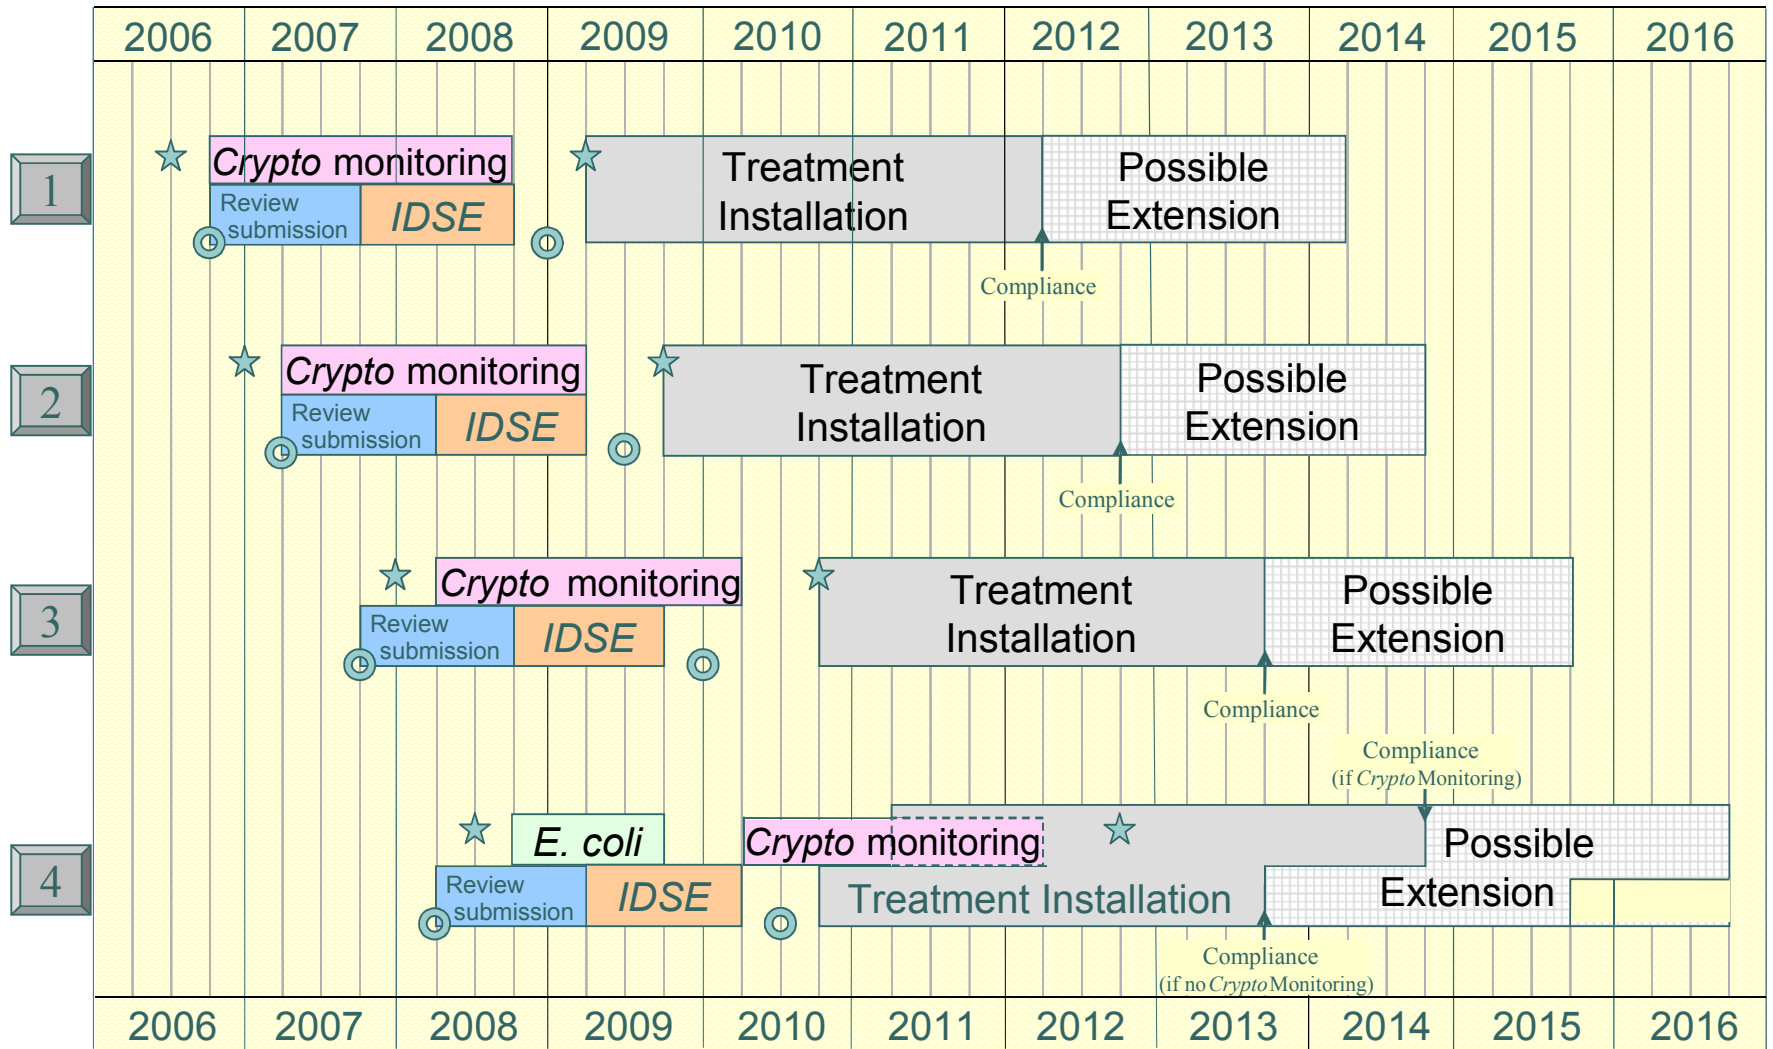 2006 2007 2008 2009 2010 2011 2012 2013 2014 2015 2016
1
Crypto monitoring
Review
submission
IDSE
Treatment
Installation
Possible
Extension
Compliance
2
Crypto monitoring
Review
submission
IDSE
Treatment
Installation
Possible
Extension
Compliance
3
Crypto monitoring
Review
submission
IDSE
Treatment
Installation
Possible
Extension
Compliance
Compliance
(if Crypto Monitoring)
4
E. coli
Review
submission
IDSE
Crypto monitoring
Treatment Installation
Possible
Extension
Compliance
(if no Crypto Monitoring)
2006 2007 2008 2009 2010 2011 2012 2013 2014 2015 2016